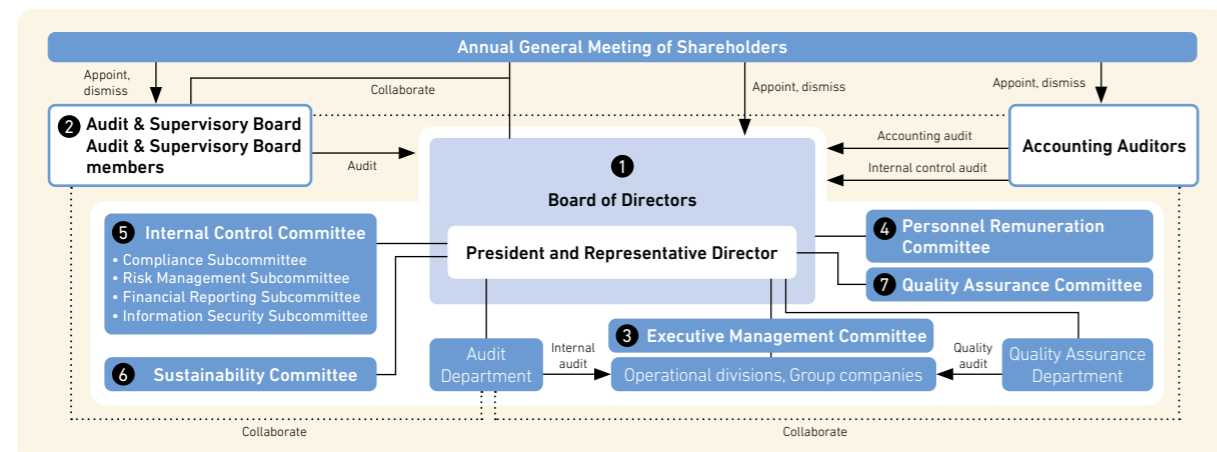 Annual General Meeting of Shareholders
Appoint,
dismiss
Collaborate
Appoint, dismiss
Appoint, dismiss
2 Audit & Supervisory Board
Audit & Supervisory Board
members
Audit
Accounting audit
Internal control audit
Accounting Auditors
1
Board of Directors
President and Representative Director
5 Internal Control Committee
• Compliance Subcommittee
• Risk Management Subcommittee
• Financial Reporting Subcommittee
• Information Security Subcommittee
4 Personnel Remuneration
Committee
7 Quality Assurance Committee
3 Executive Management Committee
6 Sustainability Committee
Audit
Department
Internal
audit
Operational divisions, Group companies
Quality
audit
Quality Assurance
Department
Collaborate
Collaborate